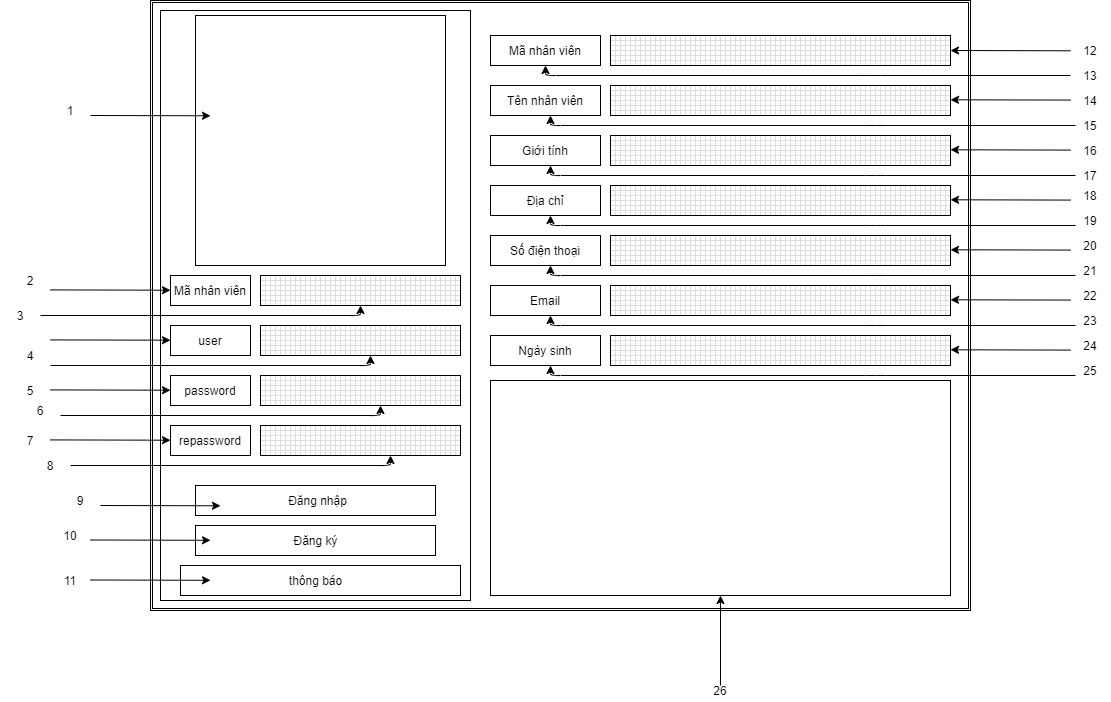 1
2
Mã nhân viên
3
user
4
5
password
6
7
repassword
8
9
Đăng nhập
10
Đăng ký
11
thông báo
Mã nhân viên
12
13
Tên nhân viên
14
15
Giới tính
16
17
Địa chỉ
18
19
Số điện thoại
20
21
Email
22
23
Ngày sinh
24
25
26